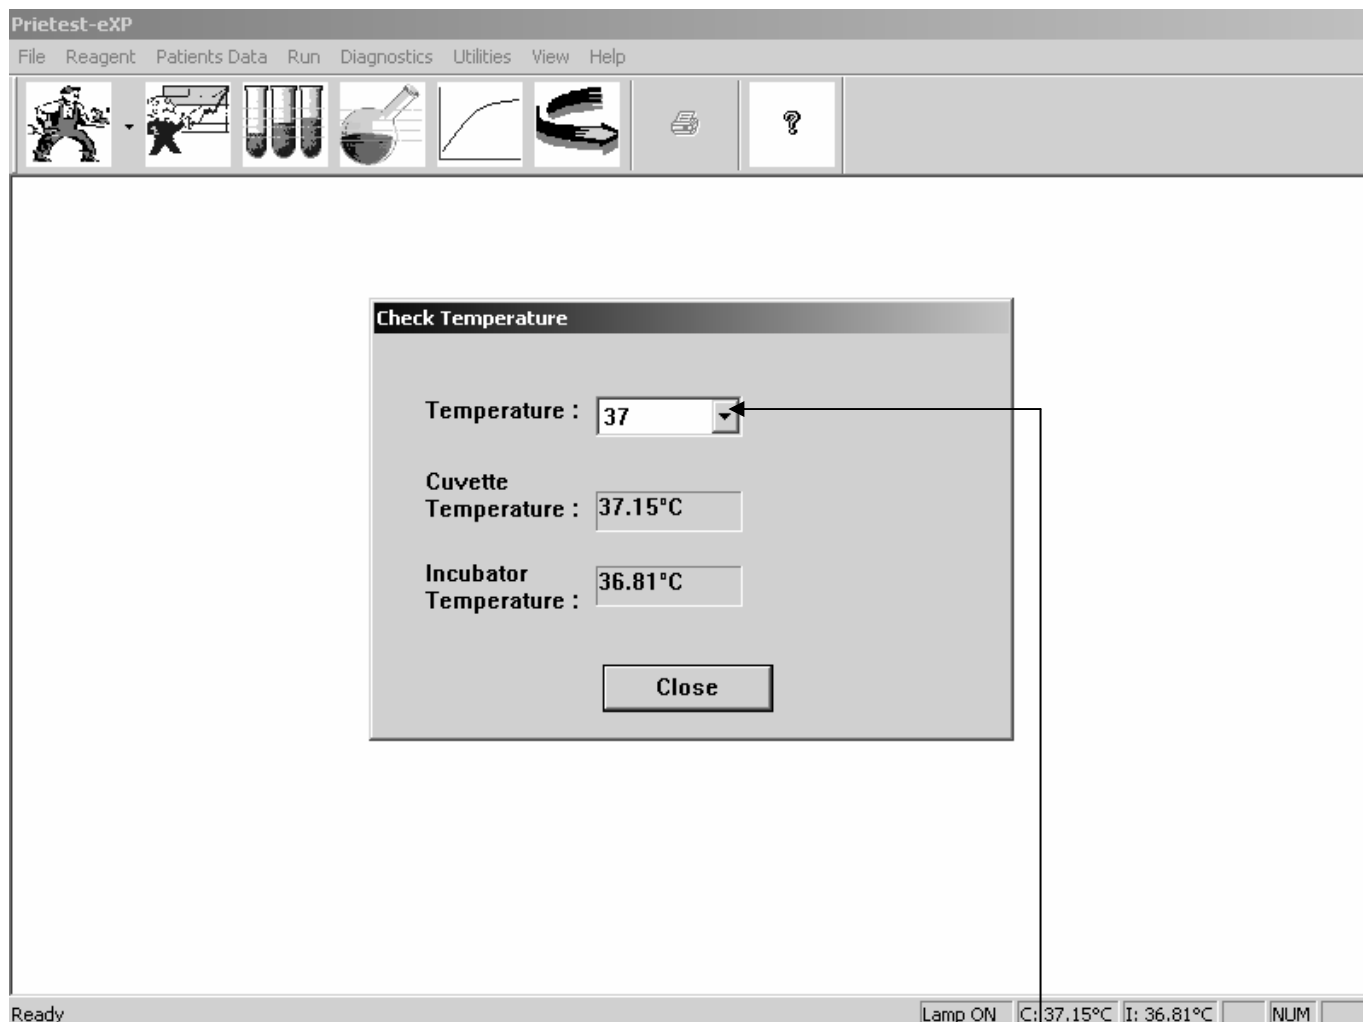 Prietest-eXP
File Reagent Patients Data Run Diagnostics Utilities View Help
?
Check Temperature
Temperature : 37
Cuvette
Temperature : 37.15°C
Incubator
Temperature : 36.81°C
Close
Ready Lamp ON C: 37.15°C I: 36.81°C NUM